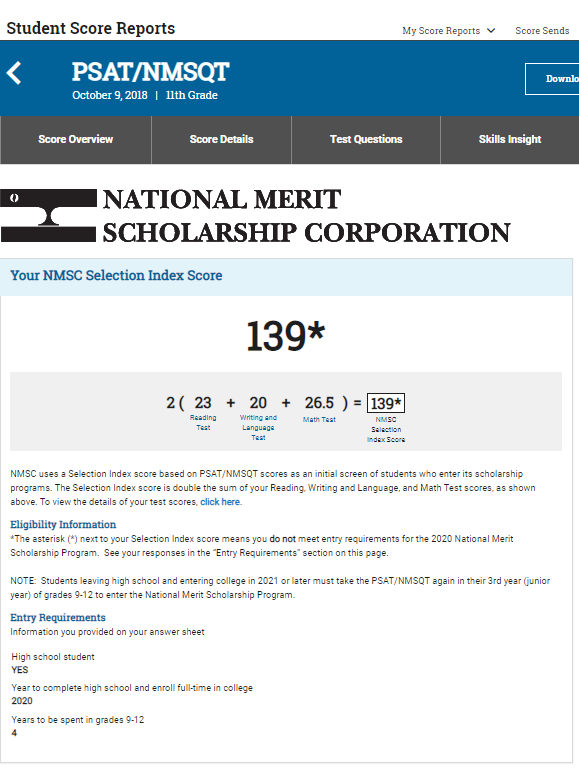 Student Score Reports
My Score Reports Score Sends
PSAT/NMSQT
October 9, 2018 | 11th Grade
Downlo
Score Overview Score Details Test Questions Skills Insight
NATIONAL MERIT
SCHOLARSHIP CORPORATION
Your NMSC Selection Index Score
139*
2 ( 23 + 20 + 26.5 ) = 139*
Reading Writing and Math Test NMSC
Test Language Selection
Test Index Score
NMSC uses a Selection Index score based on PSAT/NMSQT scores as an initial screen of students who enter its scholarship
programs. The Selection Index score is double the sum of your Reading, Writing and Language, and Math Test scores, as shown
above. To view the details of your test scores, click here.
Eligibility Information
*The asterisk (*) next to your Selection Index score means you do not meet entry requirements for the 2020 National Merit
Scholarship Program. See your responses in the "Entry Requirements" section on this page.
NOTE: Students leaving high school and entering college in 2021 or later must take the PSAT/NMSQT again in their 3rd year (junior
year) of grades 9-12 to enter the National Merit Scholarship Program.
Entry Requirements
Information you provided on your answer sheet
High school student
YES
Year to complete high school and enroll full-time in college
2020
Years to be spent in grades 9-12
4